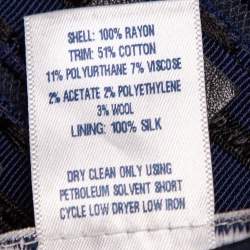 SHELL: 100% RAYON
TRIM: 51% COTTON
11% POLYURTHANE 7% VISCOSE
2% ACETATE 2% POLYETHYLENE
3% WOOL
LINING: 100% SILK
DRY CLEAN ONLY USING
PETROLEUM SOLVENT SHORT
CYCLE LOW DRYER LOW IRON